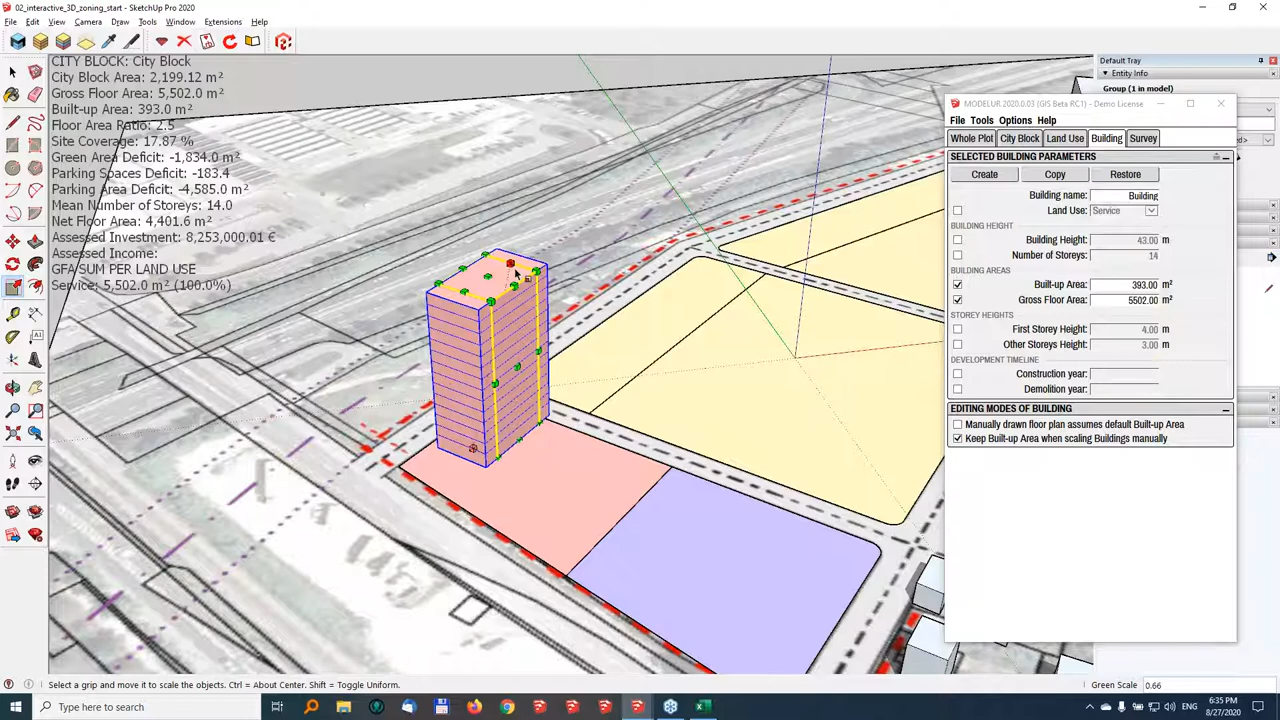 02_interactive_3D_zoning_start - SketchUp Pro 2020
File Edit View Camera Draw Tools Window Extensions Help
CITY BLOCK: City Block
City Block Area: 2,199.12 m²
Gross Floor Area: 5,502.0 m²
Built-up Area: 393.0 m²
Floor Area Ratio: 2.5
Site Coverage: 17.87 %
Green Area Deficit: -1,834.0 m²
Parking Spaces Deficit: -183.4
Parking Area Deficit: -4,585.0 m²
Mean Number of Storeys: 14.0
Net Floor Area: 4,401.6 m²
Assessed Investment: 8,253,000.01 €
Assessed Income:
GFA SUM PER LAND USE
Service: 5,502.0 m² (100.0%)
Default Tray
Entity Info
Group (1 in model)
MODELUR 2020.0.03 (GIS Beta RC1) - Demo License
File Tools Options Help
Whole Plot City Block Land Use Building Survey
SELECTED BUILDING PARAMETERS
Create Copy Restore
Building name: Building
Land Use: Service
BUILDING HEIGHT
Building Height: 43.00 m
Number of Storeys: 14
BUILDING AREAS
Built-up Area: 393.00 m²
Gross Floor Area: 5502.00 m²
STOREY HEIGHTS
First Storey Height: 4.00 m
Other Storeys Height: 3.00 m
DEVELOPMENT TIMELINE
Construction year:
Demolition year:
EDITING MODES OF BUILDING
Manually drawn floor plan assumes default Built-up Area
Keep Built-up Area when scaling Buildings manually
Select a grip and move it to scale the objects. Ctrl = About Center. Shift = Toggle Uniform.
Green Scale 0.66
Type here to search
6:35 PM
8/27/2020